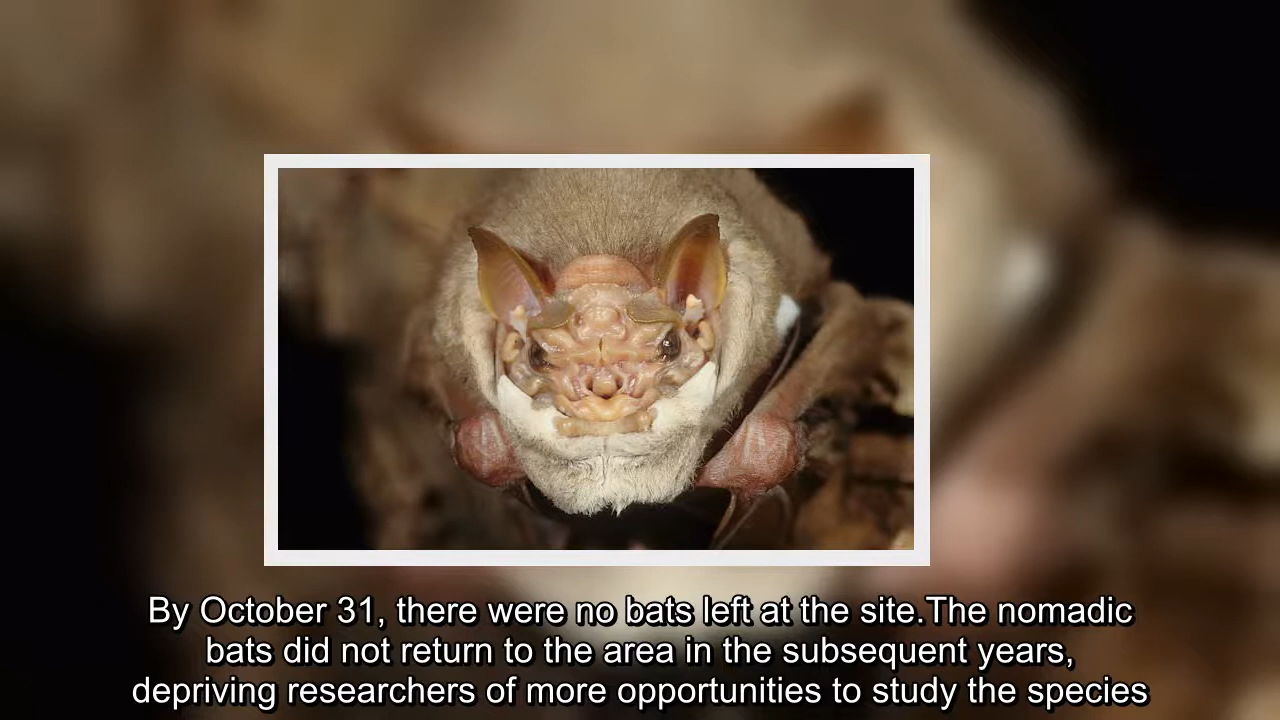 By October 31, there were no bats left at the site.The nomadic
bats did not return to the area in the subsequent years,
depriving researchers of more opportunities to study the species